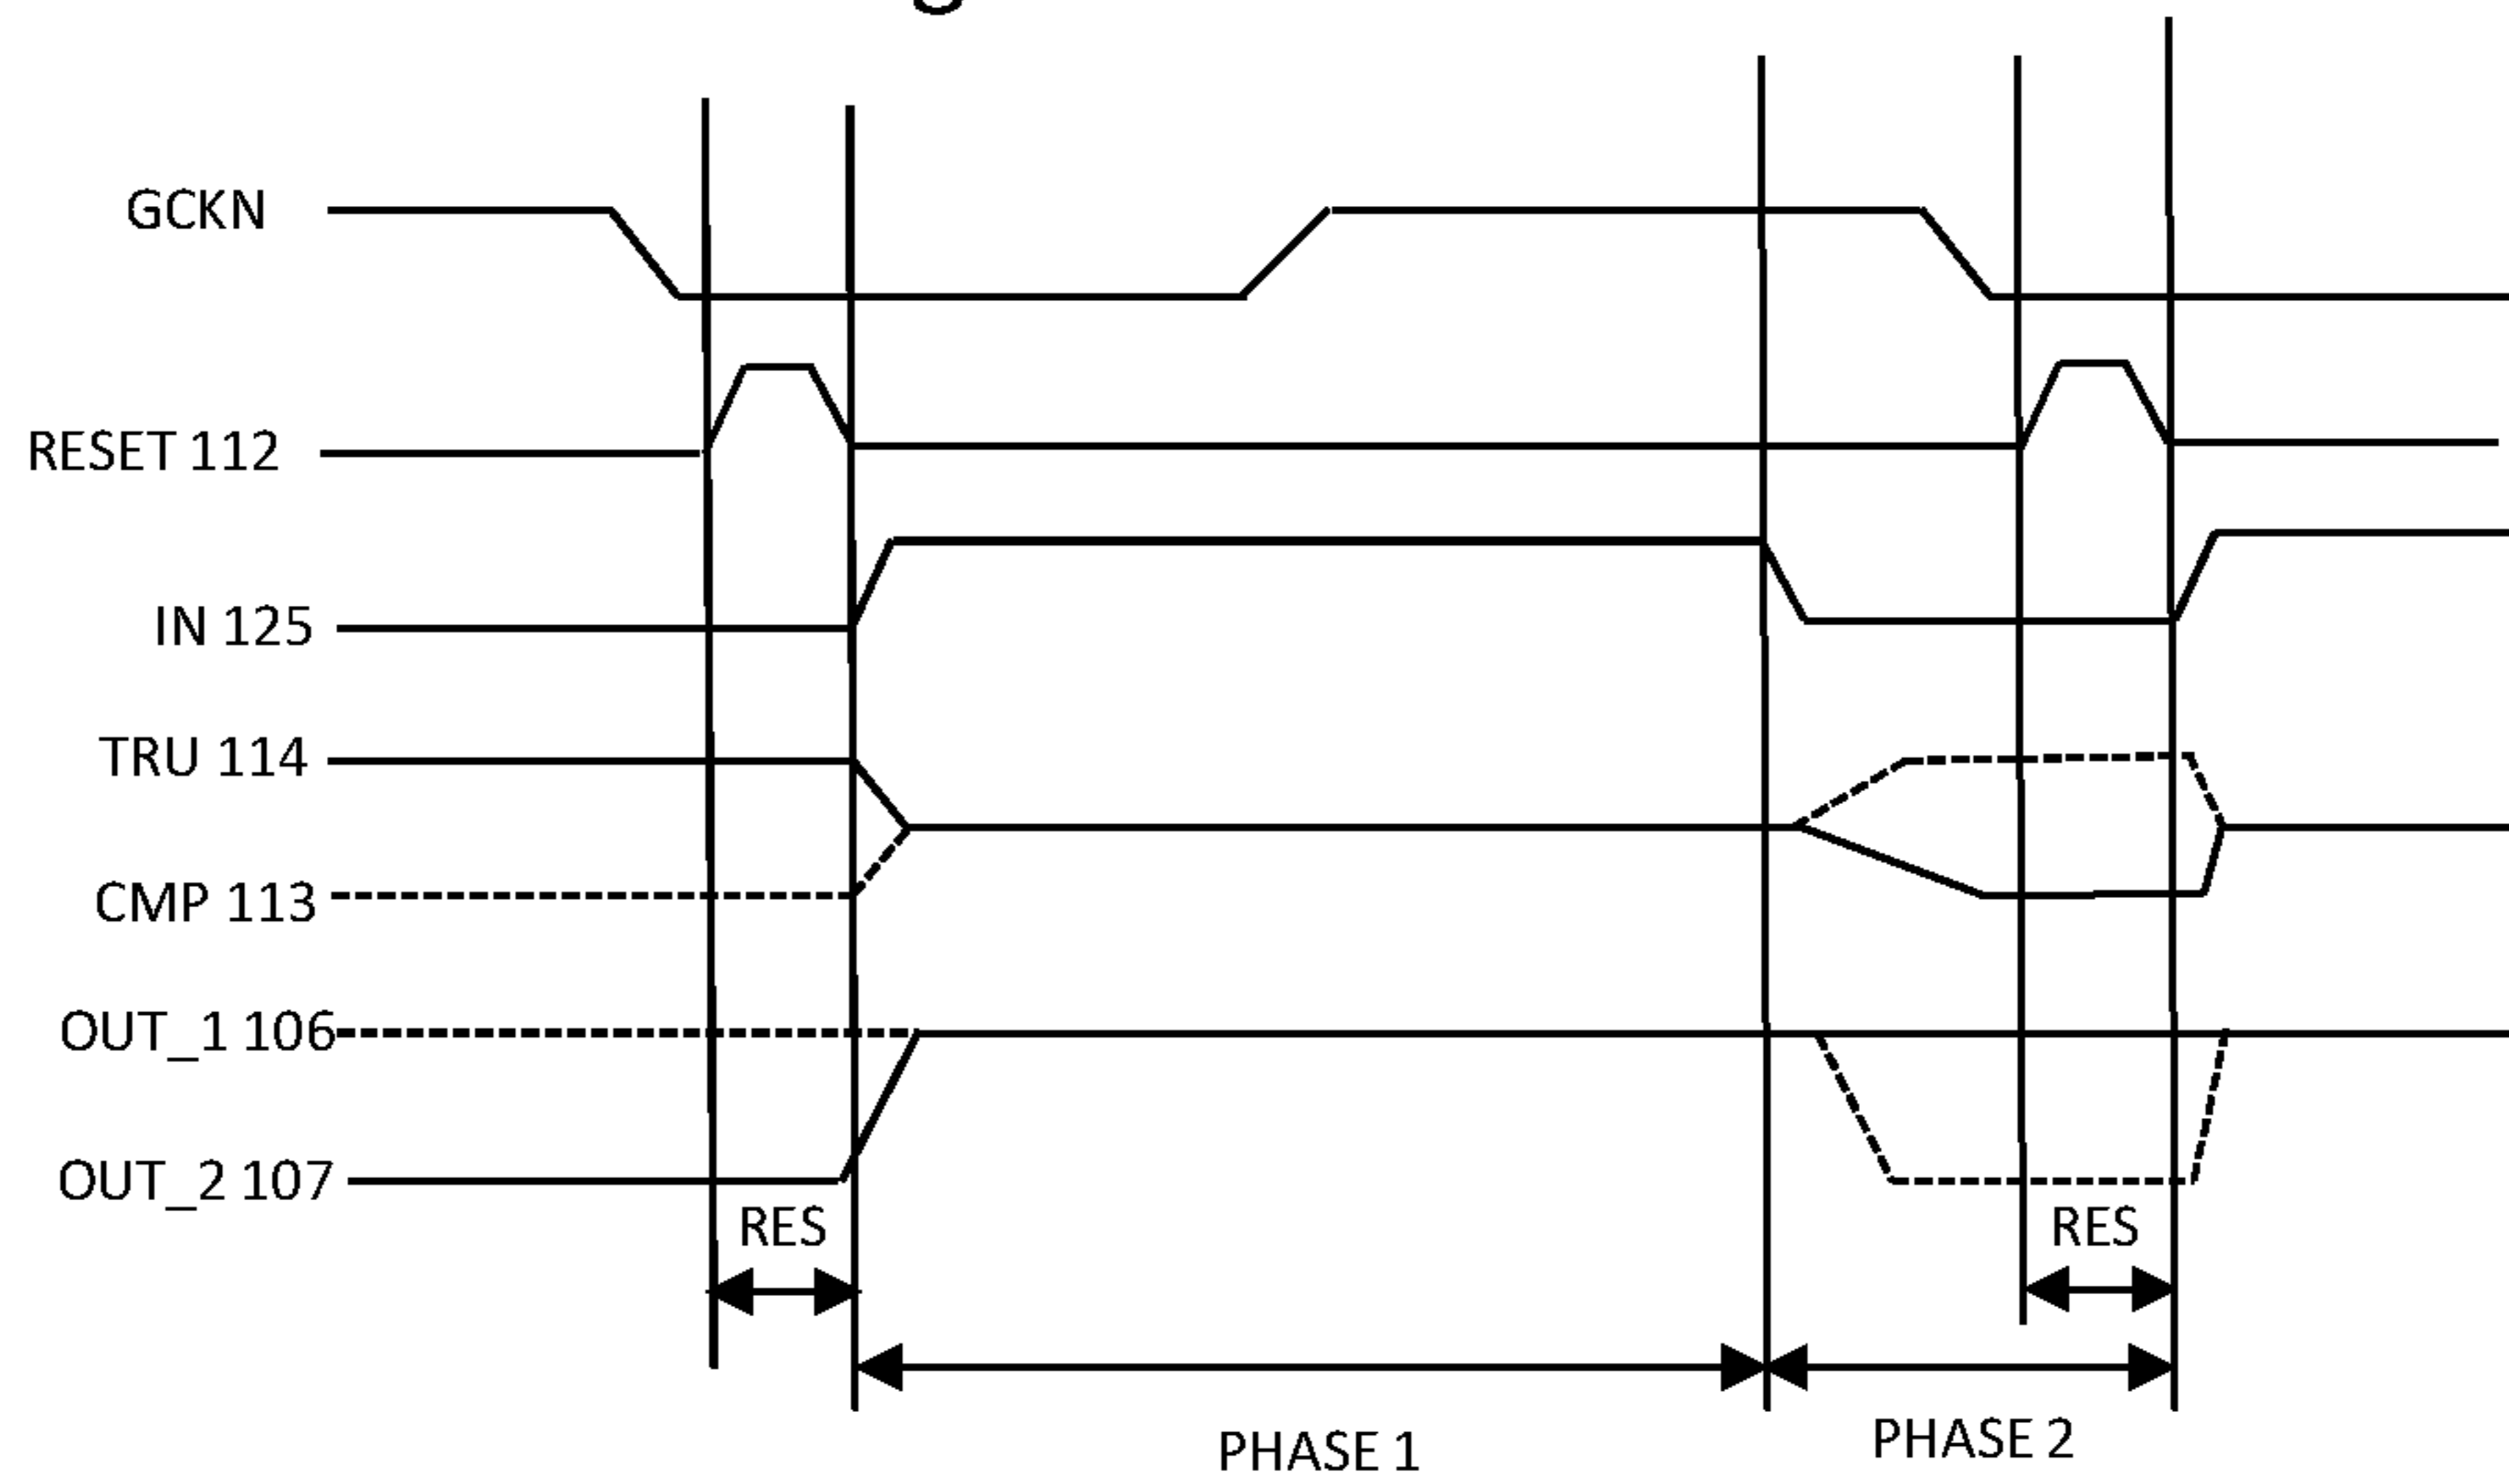 GCKN
RESET 112
IN 125
TRU 114
CMP 113
OUT_1 106
OUT_2 107
RES
RES
PHASE 1
PHASE 2